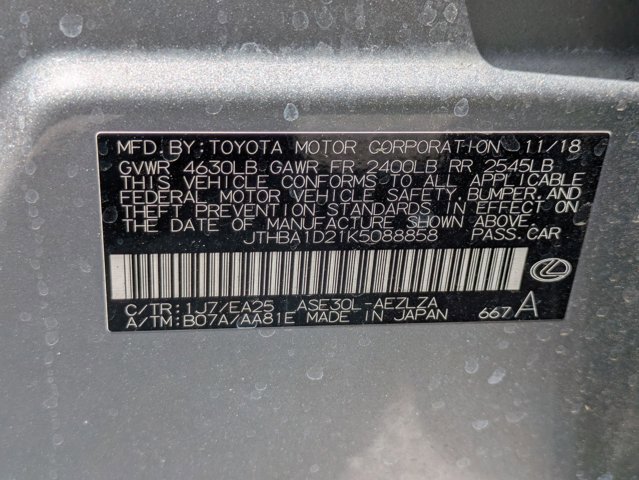 MFD. BY: TOYOTA MOTOR CORPORATION 11/18
GVWR 4630LB GAWR FR 2400LB RR 2545LB
THIS VEHICLE CONFORMS TO ALL APPLICABLE
FEDERAL MOTOR VEHICLE SAFETY, BUMPER, AND
THEFT PREVENTION STANDARDS IN EFFECT ON
THE DATE OF MANUFACTURE SHOWN ABOVE.
JTHBA1D21K5088858 PASS.CAR
C/TR: 1J7/EA25 ASE30L-AEZLZA
A/TM: B07A/AA81E MADE IN JAPAN 667 A